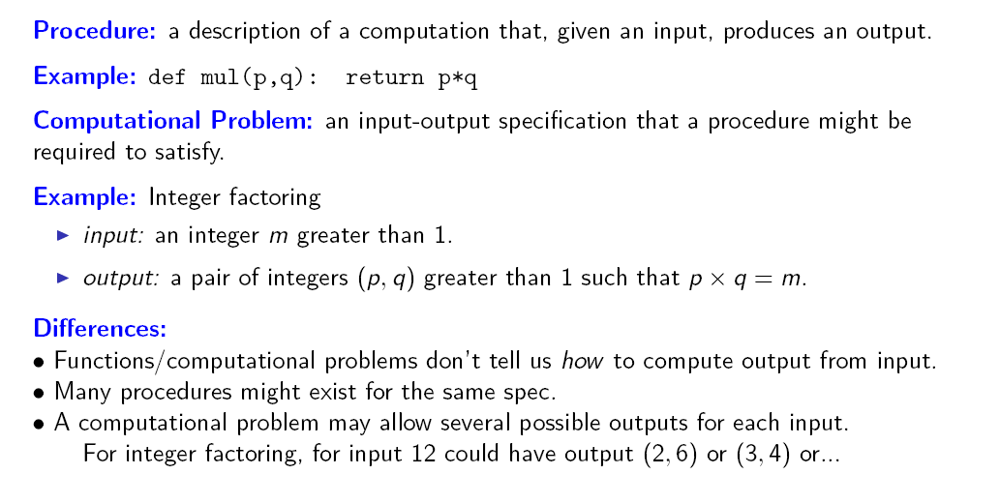 Procedure: a description of a computation that, given an input, produces an output.
Example: def mul(p,q): return p*q
Computational Problem: an input-output specification that a procedure might be
required to satisfy.
Example: Integer factoring
▶ input: an integer m greater than 1.
▶ output: a pair of integers (p, q) greater than 1 such that p × q = m.
Differences:
• Functions/computational problems don't tell us how to compute output from input.
• Many procedures might exist for the same spec.
• A computational problem may allow several possible outputs for each input.
For integer factoring, for input 12 could have output (2, 6) or (3, 4) or...